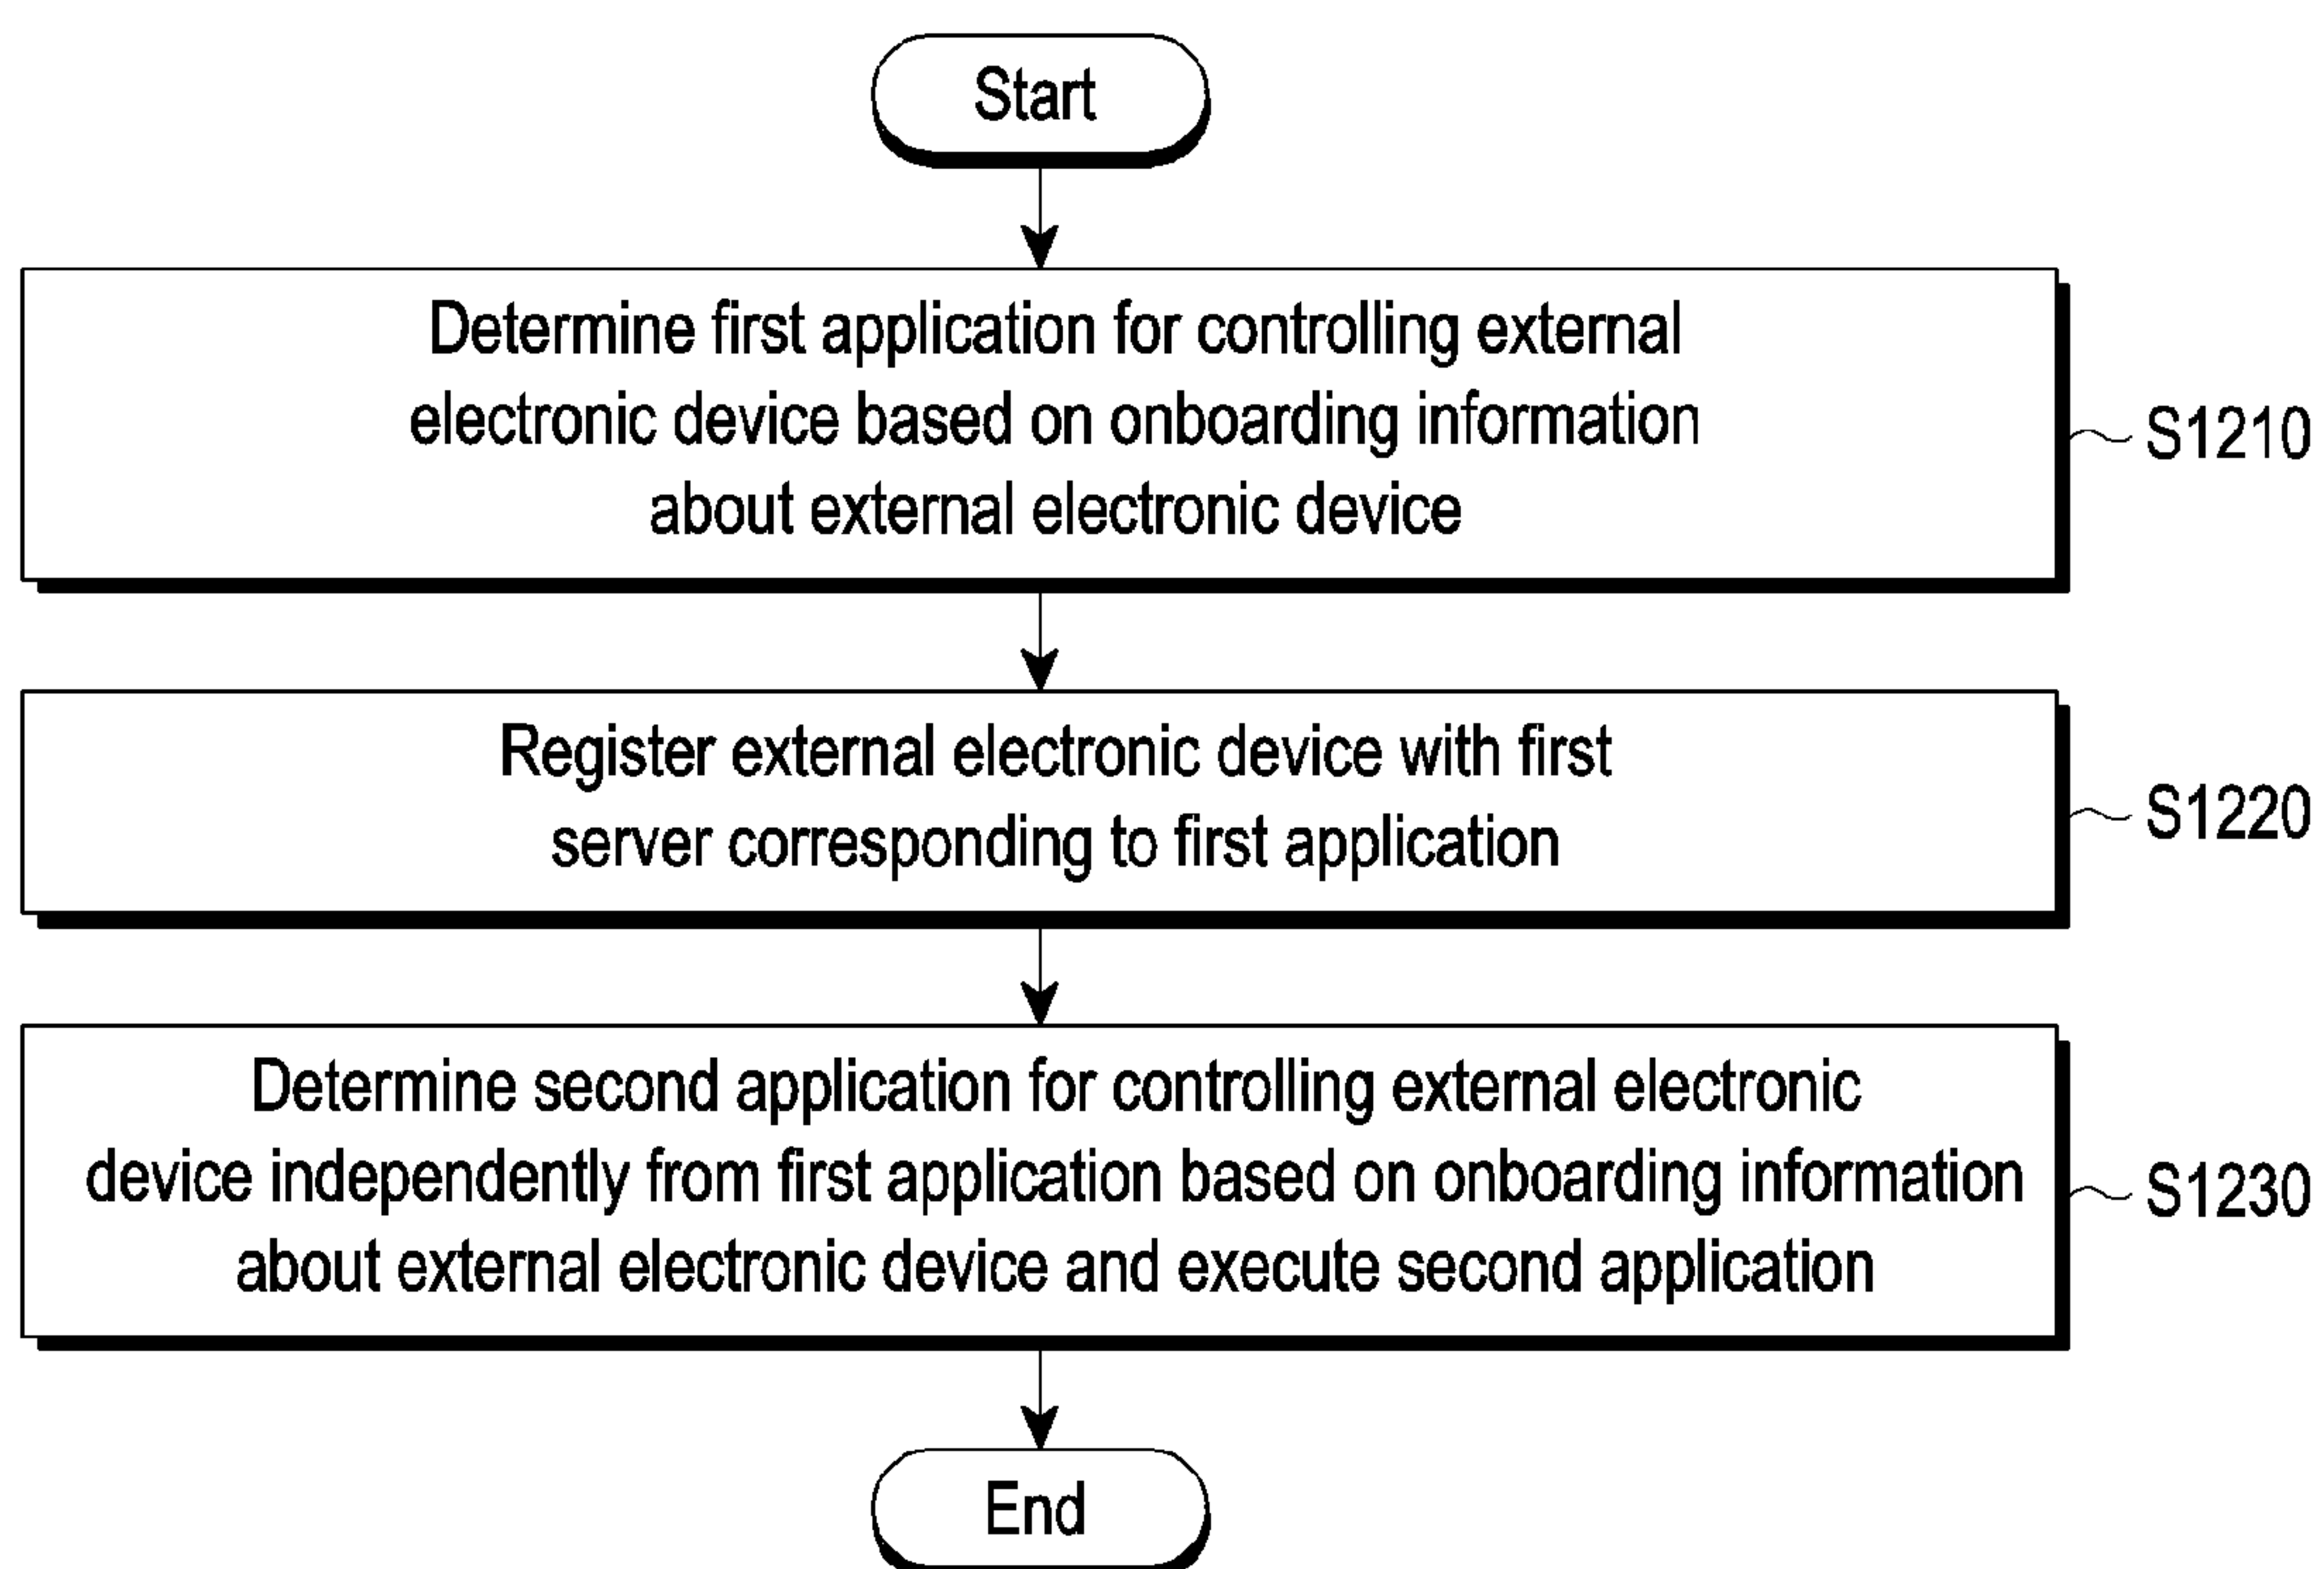 Start
Determine first application for controlling external
electronic device based on onboarding information
about external electronic device
S1210
Register external electronic device with first
server corresponding to first application
S1220
Determine second application for controlling external electronic
device independently from first application based on onboarding information
about external electronic device and execute second application
S1230
End